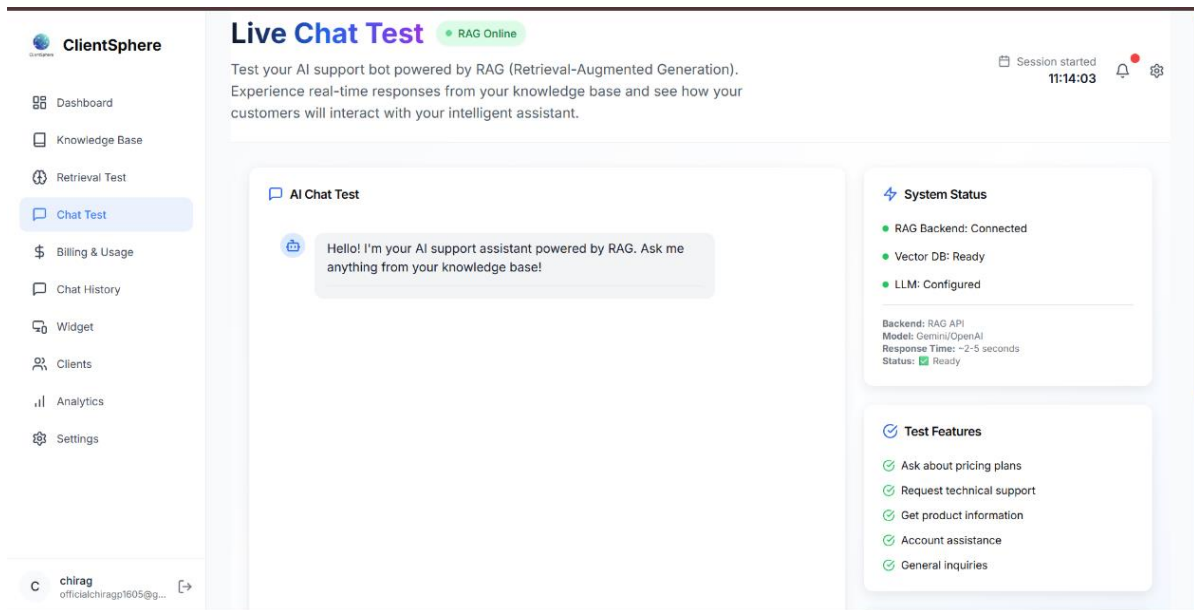 ClientSphere
Dashboard
Knowledge Base
Retrieval Test
Chat Test
Billing & Usage
Chat History
Widget
Clients
Analytics
Settings
C
chirag
officialchiragp1605@g...
Live Chat Test
RAG Online
Test your AI support bot powered by RAG (Retrieval-Augmented Generation).
Experience real-time responses from your knowledge base and see how your
customers will interact with your intelligent assistant.
Session started
11:14:03
AI Chat Test
Hello! I'm your AI support assistant powered by RAG. Ask me
anything from your knowledge base!
System Status
RAG Backend: Connected
Vector DB: Ready
LLM: Configured
Backend: RAG API
Model: Gemini/OpenAI
Response Time: ~2-5 seconds
Status: ✅ Ready
Test Features
Ask about pricing plans
Request technical support
Get product information
Account assistance
General inquiries